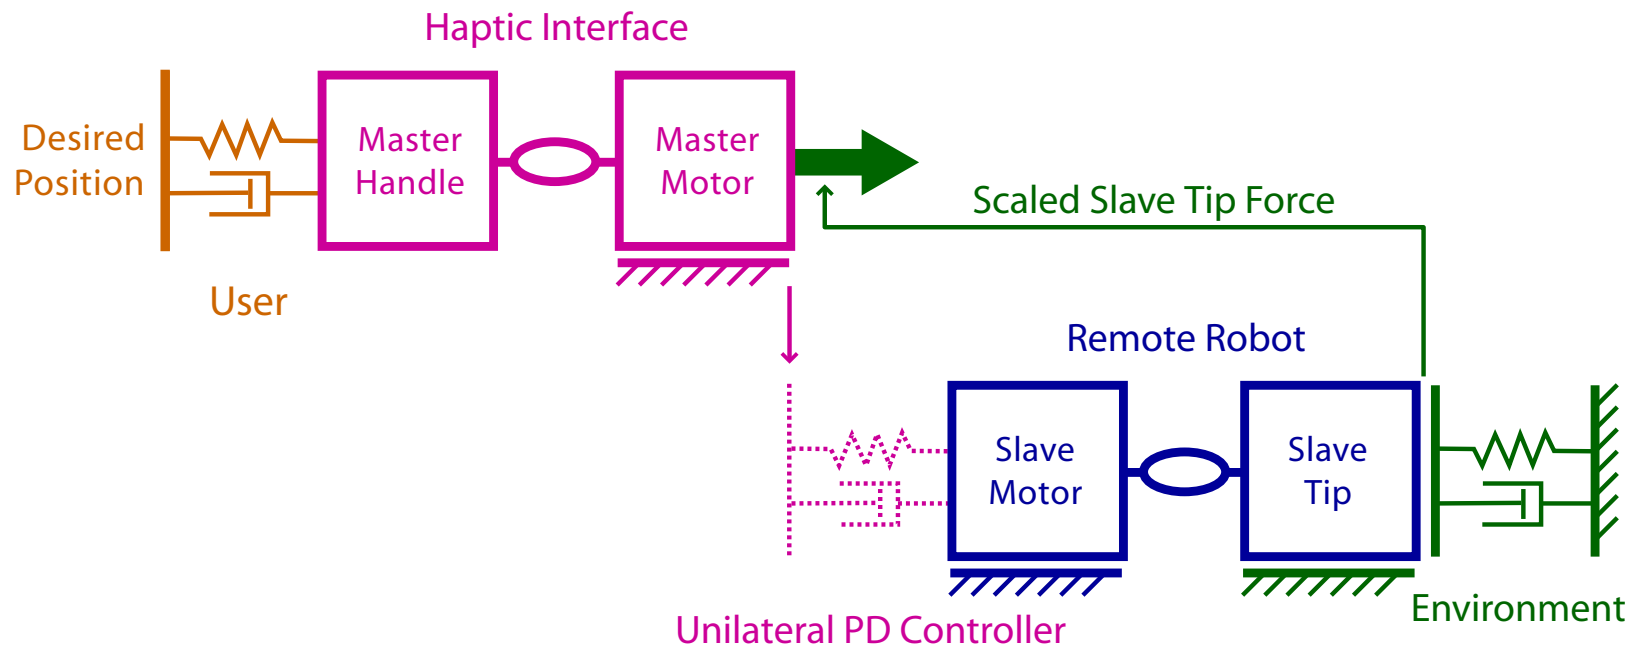 Haptic Interface
Desired
Position
Master
Handle
Master
Motor
Scaled Slave Tip Force
User
Remote Robot
Slave
Motor
Slave
Tip
Environment
Unilateral PD Controller